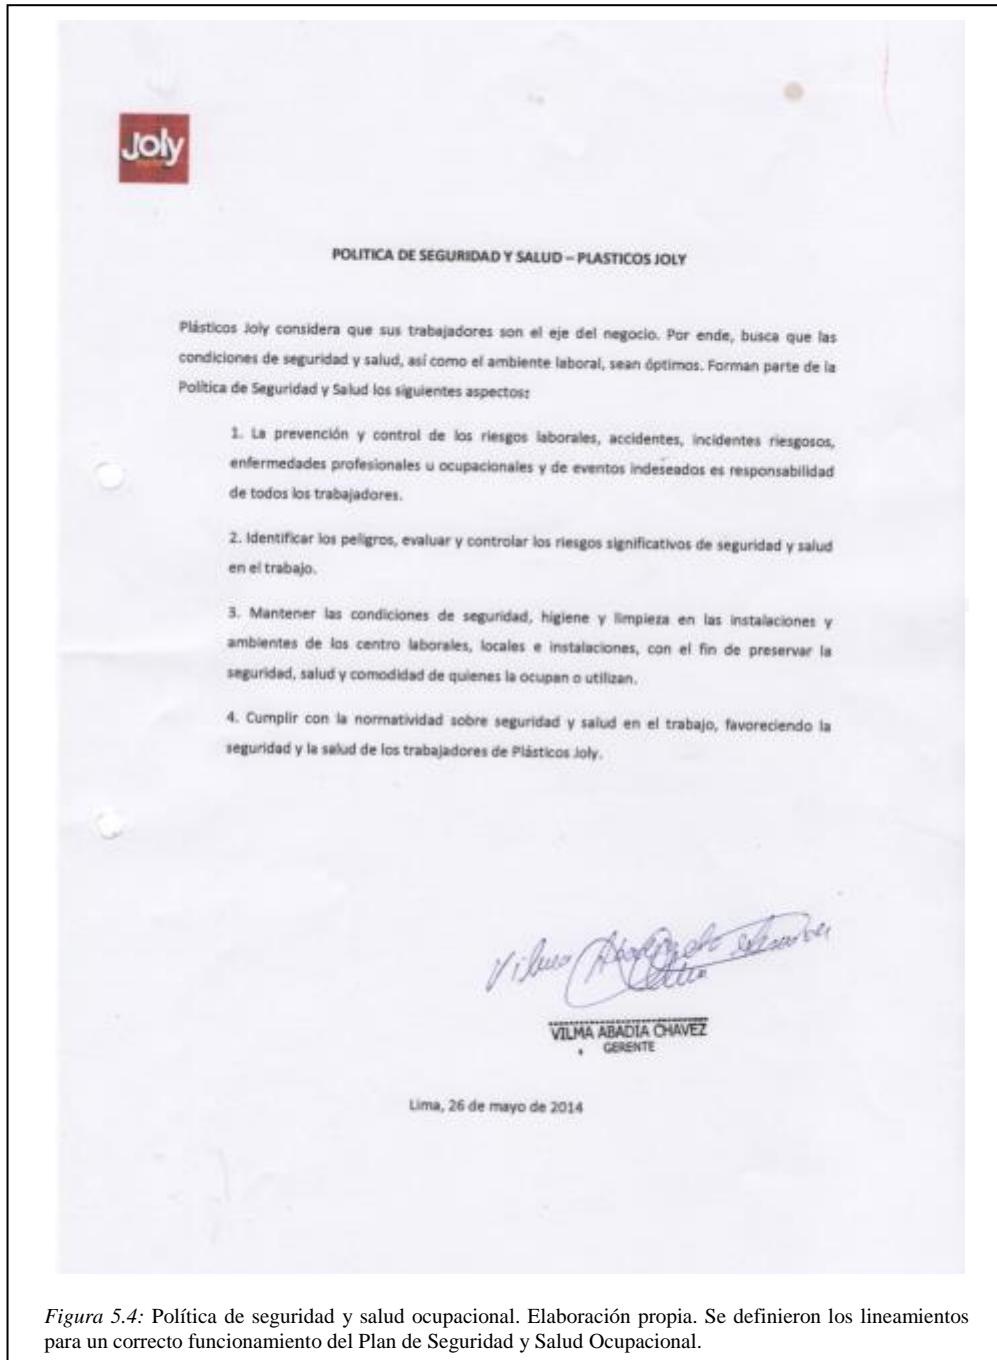 Joly
POLITICA DE SEGURIDAD Y SALUD – PLASTICOS JOLY
Plásticos Joly considera que sus trabajadores son el eje del negocio. Por ende, busca que las
condiciones de seguridad y salud, así como el ambiente laboral, sean óptimos. Forman parte de la
Política de Seguridad y Salud los siguientes aspectos:
1. La prevención y control de los riesgos laborales, accidentes, incidentes riesgosos,
enfermedades profesionales u ocupacionales y de eventos indeseados es responsabilidad
de todos los trabajadores.
2. Identificar los peligros, evaluar y controlar los riesgos significativos de seguridad y salud
en el trabajo.
3. Mantener las condiciones de seguridad, higiene y limpieza en las instalaciones y
ambientes de los centro laborales, locales e instalaciones, con el fin de preservar la
seguridad, salud y comodidad de quienes la ocupan o utilizan.
4. Cumplir con la normatividad sobre seguridad y salud en el trabajo, favoreciendo la
seguridad y la salud de los trabajadores de Plásticos Joly.
Vilma
VILMA ABADIA CHAVEZ
GERENTE
Lima, 26 de mayo de 2014
Figura 5.4: Política de seguridad y salud ocupacional. Elaboración propia. Se definieron los lineamientos
para un correcto funcionamiento del Plan de Seguridad y Salud Ocupacional.